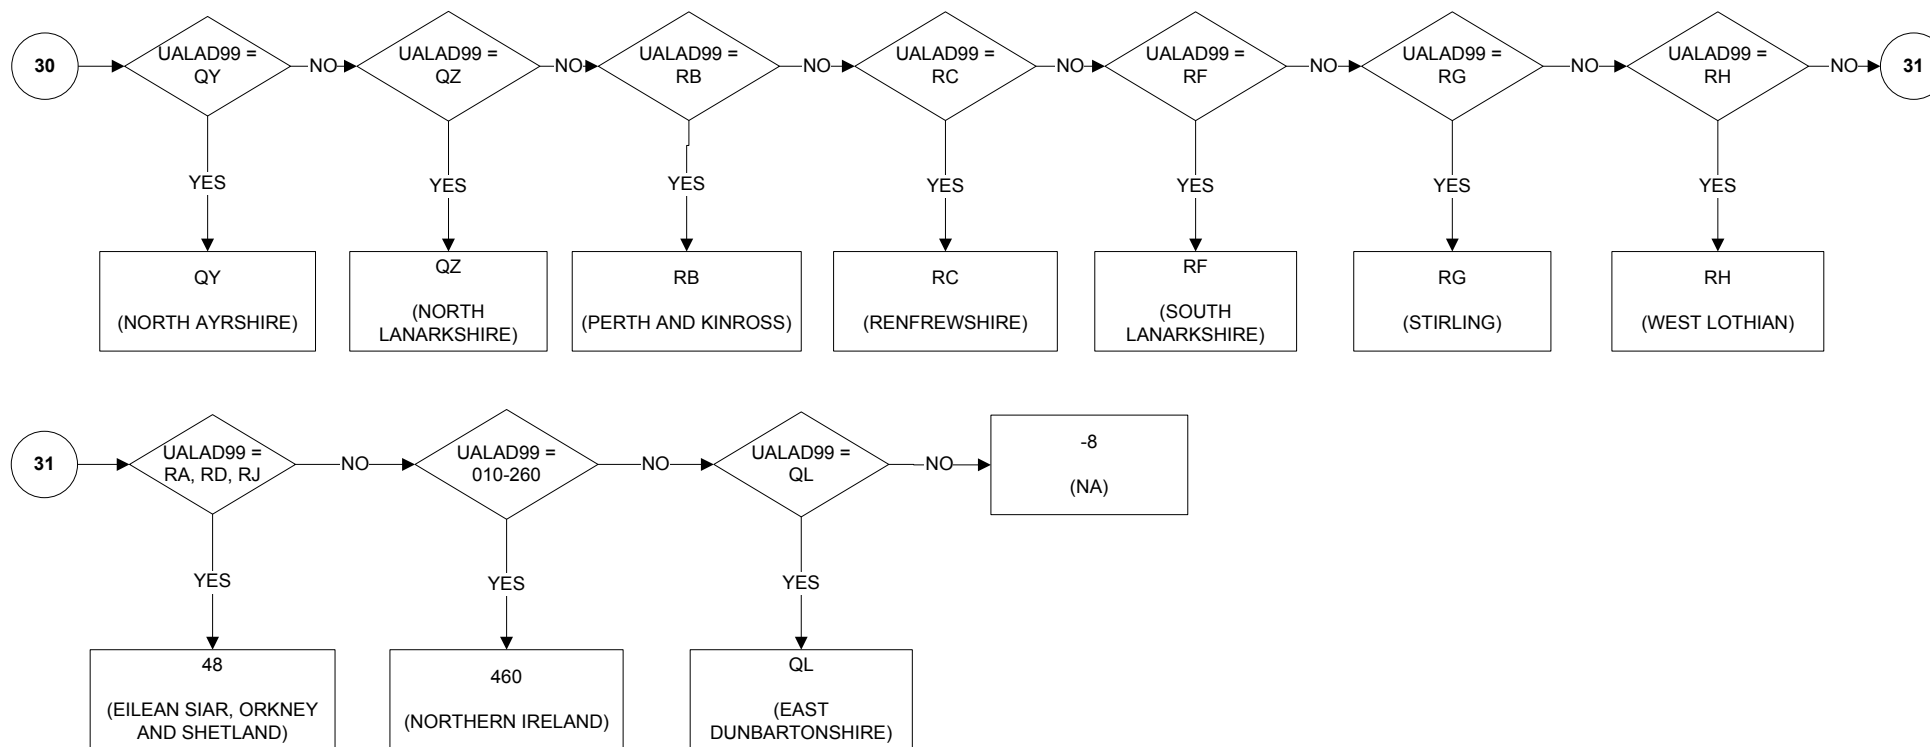 30
UALAD99 =
QY
NO
UALAD99 =
QZ
NO
UALAD99 =
RB
NO
UALAD99 =
RC
NO
UALAD99 =
RF
NO
UALAD99 =
RG
NO
UALAD99 =
RH
NO
31
YES
YES
YES
YES
YES
YES
YES
QY
(NORTH AYRSHIRE)
QZ
(NORTH
LANARKSHIRE)
RB
(PERTH AND KINROSS)
RC
(RENFREWSHIRE)
RF
(SOUTH
LANARKSHIRE)
RG
(STIRLING)
RH
(WEST LOTHIAN)
31
UALAD99 =
RA, RD, RJ
NO
UALAD99 =
010-260
NO
UALAD99 =
QL
NO
-8
(NA)
YES
YES
YES
48
(EILEAN SIAR, ORKNEY
AND SHETLAND)
460
(NORTHERN IRELAND)
QL
(EAST
DUNBARTONSHIRE)